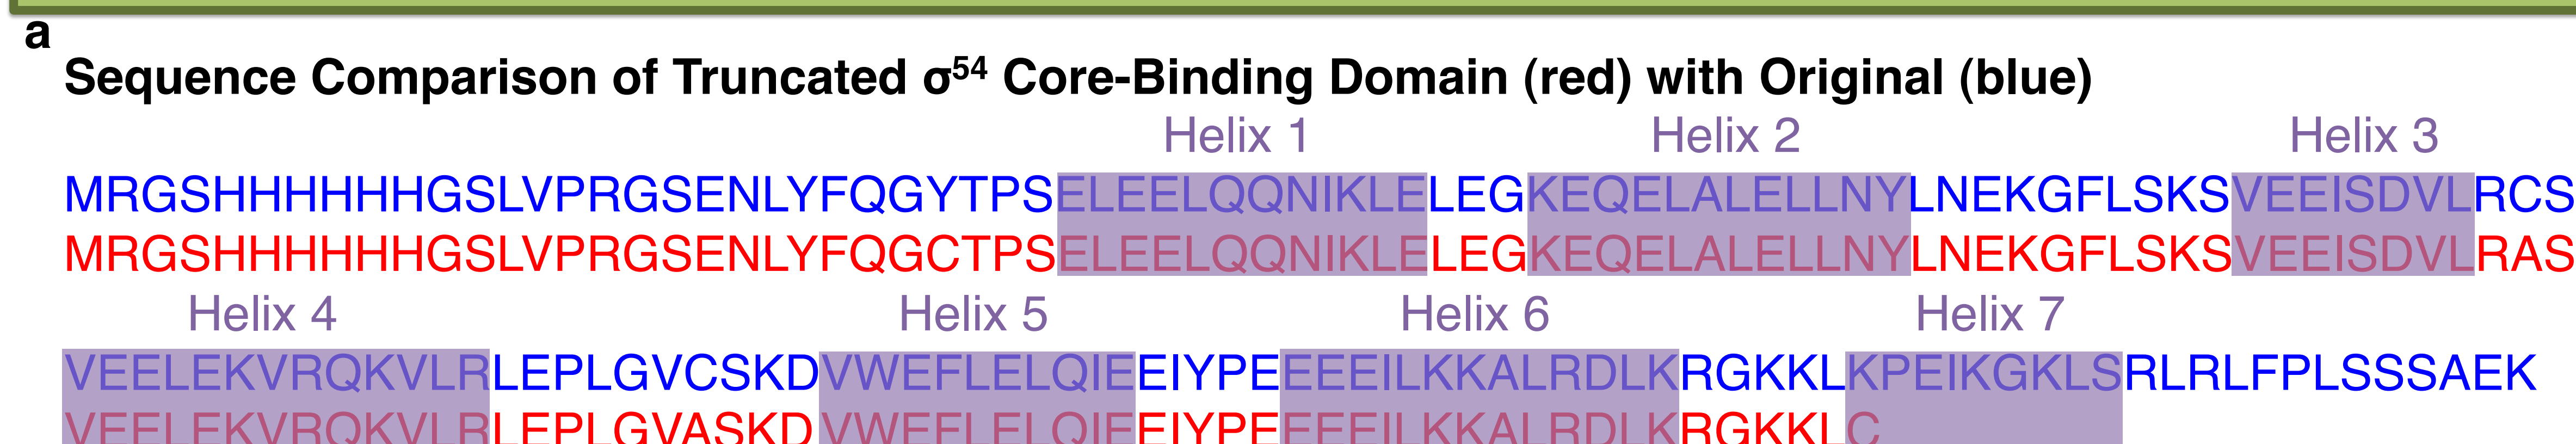 a
Sequence Comparison of Truncated σ⁵⁴ Core-Binding Domain (red) with Original (blue)
Helix 1 Helix 2 Helix 3
MRGSHHHHHHGSLVPRGSENLYFQGYTPSELEELQQNIKLELEGKEQELALELLNYLNEKGFLSKSVEEISDVLRCS
MRGSHHHHHHGSLVPRGSENLYFQGCTPSELEELQQNIKLELEGKEQELALELLNYLNEKGFLSKSVEEISDVLRAS
Helix 4 Helix 5 Helix 6 Helix 7
VEELEKVRQKVLRLEPLGVCSKDVWEFLELQIEEIYPEEEEILKKALRDLKRGKKLKPEIKGKLSRLRLFPLSSSAEK
VEELEKVRQKVLRLEPLGVASKDVWEFLELQIEEIYPEEEEILKKALRDLKRGKKLC